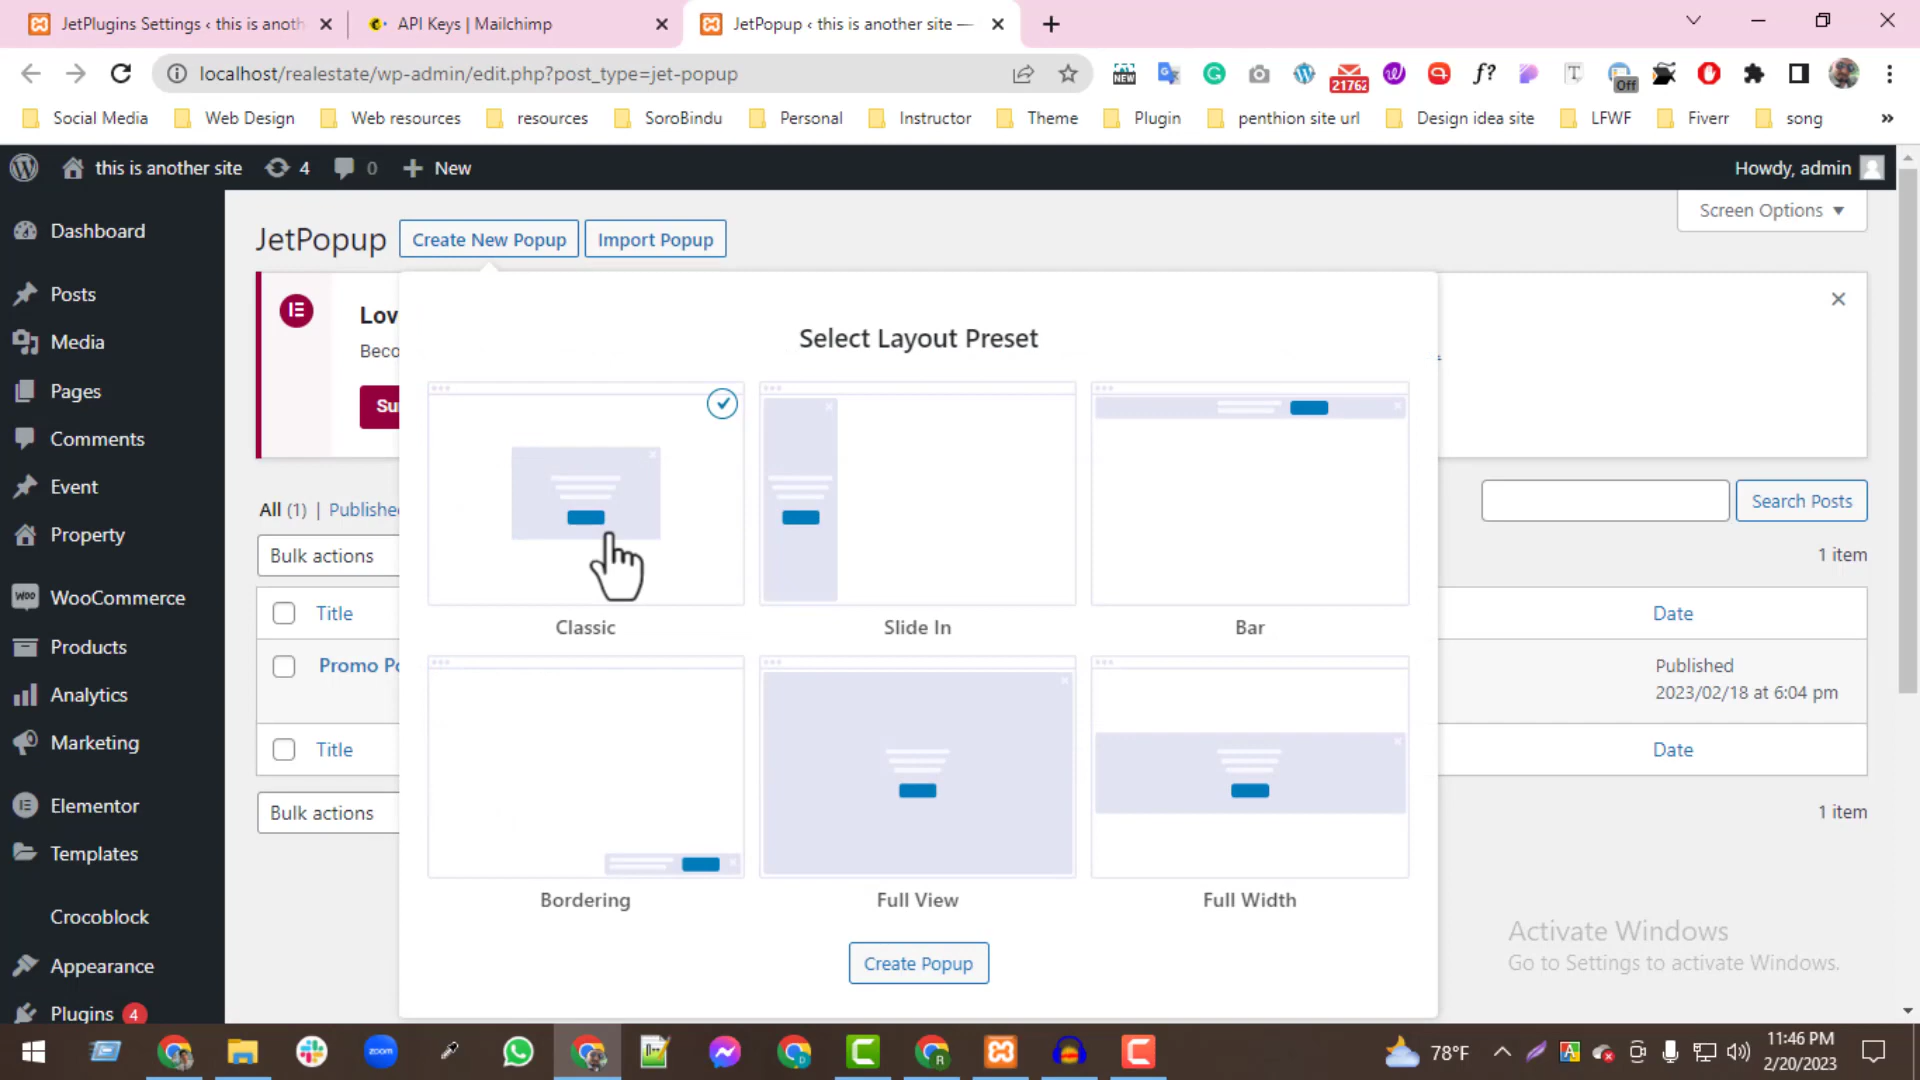 JetPlugins Settings ‹ this is anoth
API Keys | Mailchimp
JetPopup ‹ this is another site —
localhost/realestate/wp-admin/edit.php?post_type=jet-popup
NEW
21762
f?
T
Off
Social Media
Web Design
Web resources
resources
SoroBindu
Personal
Instructor
Theme
Plugin
penthion site url
Design idea site
LFWF
Fiverr
song
»
this is another site
4
0
New
Howdy, admin
Screen Options
Dashboard
Posts
Media
Pages
Comments
Event
Property
WooCommerce
Products
Analytics
Marketing
Elementor
Templates
Crocoblock
Appearance
Plugins 4
JetPopup
Create New Popup
Import Popup
Lov
Beco
Su
Select Layout Preset
Classic
Slide In
Bar
Bordering
Full View
Full Width
Create Popup
All (1) | Publishe
Search Posts
Bulk actions
1 item
Title
Date
Promo Po
Published
2023/02/18 at 6:04 pm
Title
Date
Bulk actions
1 item
Activate Windows
Go to Settings to activate Windows.
zoom
78°F
11:46 PM
2/20/2023